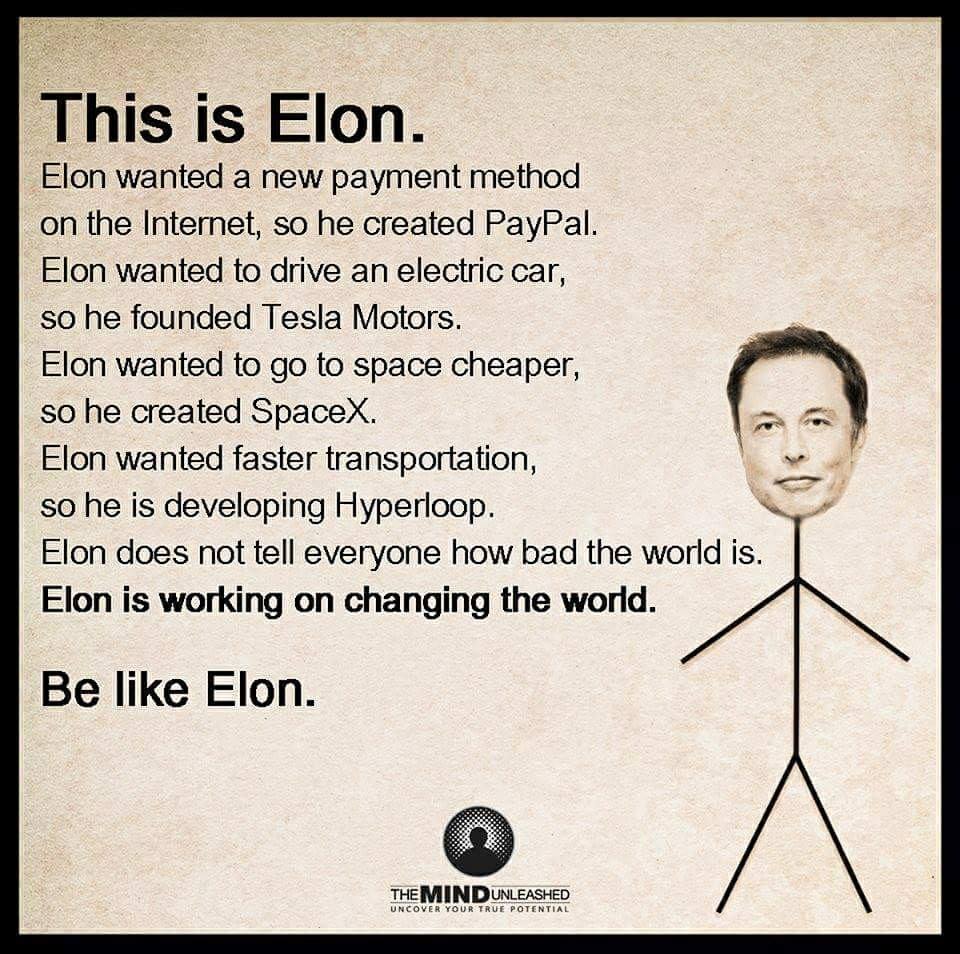 This is Elon.
Elon wanted a new payment method
on the Internet, so he created PayPal.
Elon wanted to drive an electric car,
so he founded Tesla Motors.
Elon wanted to go to space cheaper,
so he created SpaceX.
Elon wanted faster transportation,
so he is developing Hyperloop.
Elon does not tell everyone how bad the world is.
Elon is working on changing the world.
Be like Elon.
THE MIND UNLEASHED
UNCOVER YOUR TRUE POTENTIAL